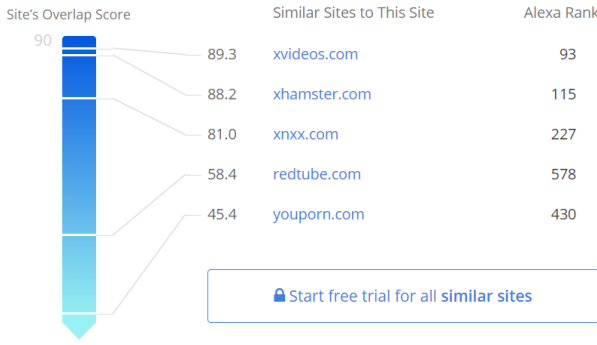 Site's Overlap Score Similar Sites to This Site Alexa Rank
90
89.3 xvideos.com 93
88.2 xhamster.com 115
81.0 xnxx.com 227
58.4 redtube.com 578
45.4 youporn.com 430
Start free trial for all similar sites